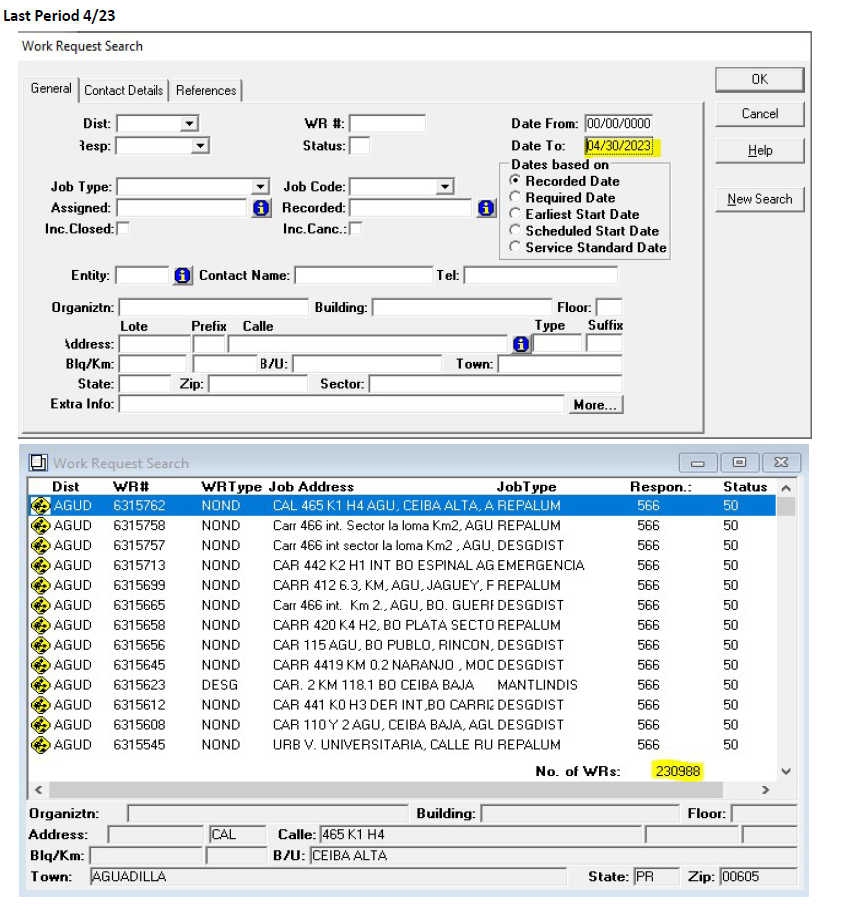 Last Period 4/23
Work Request Search
General Contact Details References
OK
Cancel
Help
New Search
Dist: WR #: Date From: 00/00/0000
Resp: Status: Date To: 04/30/2023
Dates based on
Job Type: Job Code: Recorded Date
Assigned: Recorded: Required Date
Inc.Closed: Inc.Canc.: Earliest Start Date
Scheduled Start Date
Service Standard Date
Entity: Contact Name: Tel:
Organiztn: Building: Floor:
Lote Prefix Calle Type Suffix
Address:
Blq/Km: B/U: Town:
State: Zip: Sector:
Extra Info: More...
Work Request Search
Dist WR# WRType Job Address JobType Respon.: Status
AGUD 6315762 NOND CAL 465 K1 H4 AGU, CEIBA ALTA, A REPALUM 566 50
AGUD 6315758 NOND Carr 466 int. Sector la loma Km2, AGU REPALUM 566 50
AGUD 6315757 NOND Carr 466 int sector la loma Km2 , AGU, DESGDIST 566 50
AGUD 6315713 NOND CAR 442 K2 H1 INT BO ESPINAL AG EMERGENCIA 566 50
AGUD 6315699 NOND CARR 412 6.3, KM, AGU, JAGUEY, F REPALUM 566 50
AGUD 6315665 NOND Carr 466 int. Km 2., AGU, BO. GUERI DESGDIST 566 50
AGUD 6315658 NOND CARR 420 K4 H2, BO PLATA SECTO REPALUM 566 50
AGUD 6315656 NOND CAR 115 AGU, BO PUBLO, RINCON, DESGDIST 566 50
AGUD 6315645 NOND CARR 4419 KM 0.2 NARANJO , MOC DESGDIST 566 50
AGUD 6315623 DESG CAR. 2 KM 118.1 BO CEIBA BAJA MANTLINDIS 566 50
AGUD 6315612 NOND CAR 441 K0 H3 DER INT,BO CARRIZ DESGDIST 566 50
AGUD 6315608 NOND CAR 110 Y 2 AGU, CEIBA BAJA, AGU DESGDIST 566 50
AGUD 6315545 NOND URB V. UNIVERSITARIA, CALLE RU REPALUM 566 50
No. of WRs: 230988
Organiztn: Building: Floor:
Address: CAL Calle: 465 K1 H4
Blq/Km: B/U: CEIBA ALTA
Town: AGUADILLA State: PR Zip: 00605